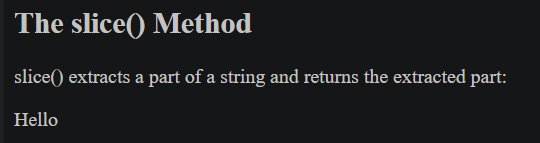 The slice() Method
slice() extracts a part of a string and returns the extracted part:
Hello